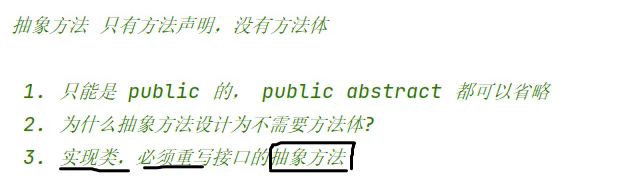 抽象方法 只有方法声明，没有方法体
1. 只能是 public 的， public abstract 都可以省略
2. 为什么抽象方法设计为不需要方法体?
3. 实现类，必须重写接口的抽象方法